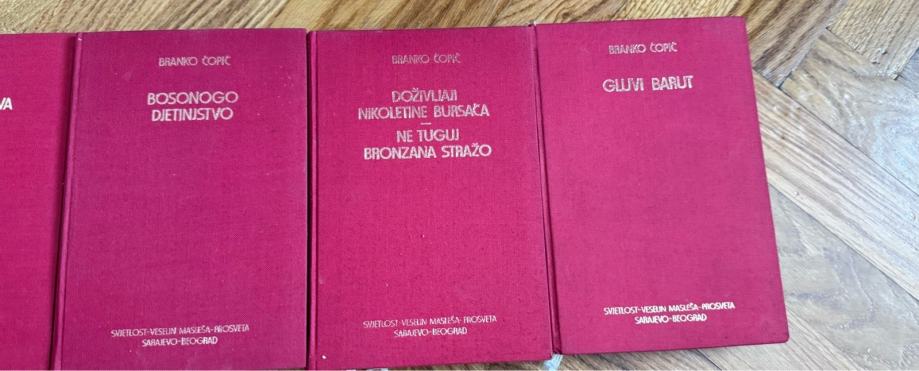 VA
BRANKO ĆOPIĆ
BOSONOGO
DJETINJSTVO
SVJETLOST-VESELIN MASLEŠA-PROSVETA
SARAJEVO-BEOGRAD
BRANKO ĆOPIĆ
DOŽIVLJAJI
NIKOLETINE BURSAĆA
NE TUGUJ
BRONZANA STRAŽO
SVJETLOST-VESELIN MASLEŠA-PROSVETA
SARAJEVO-BEOGRAD
BRANKO ĆOPIĆ
GLUVI BARUT
SVJETLOST-VESELIN MASLEŠA-PROSVETA
SARAJEVO-BEOGRAD